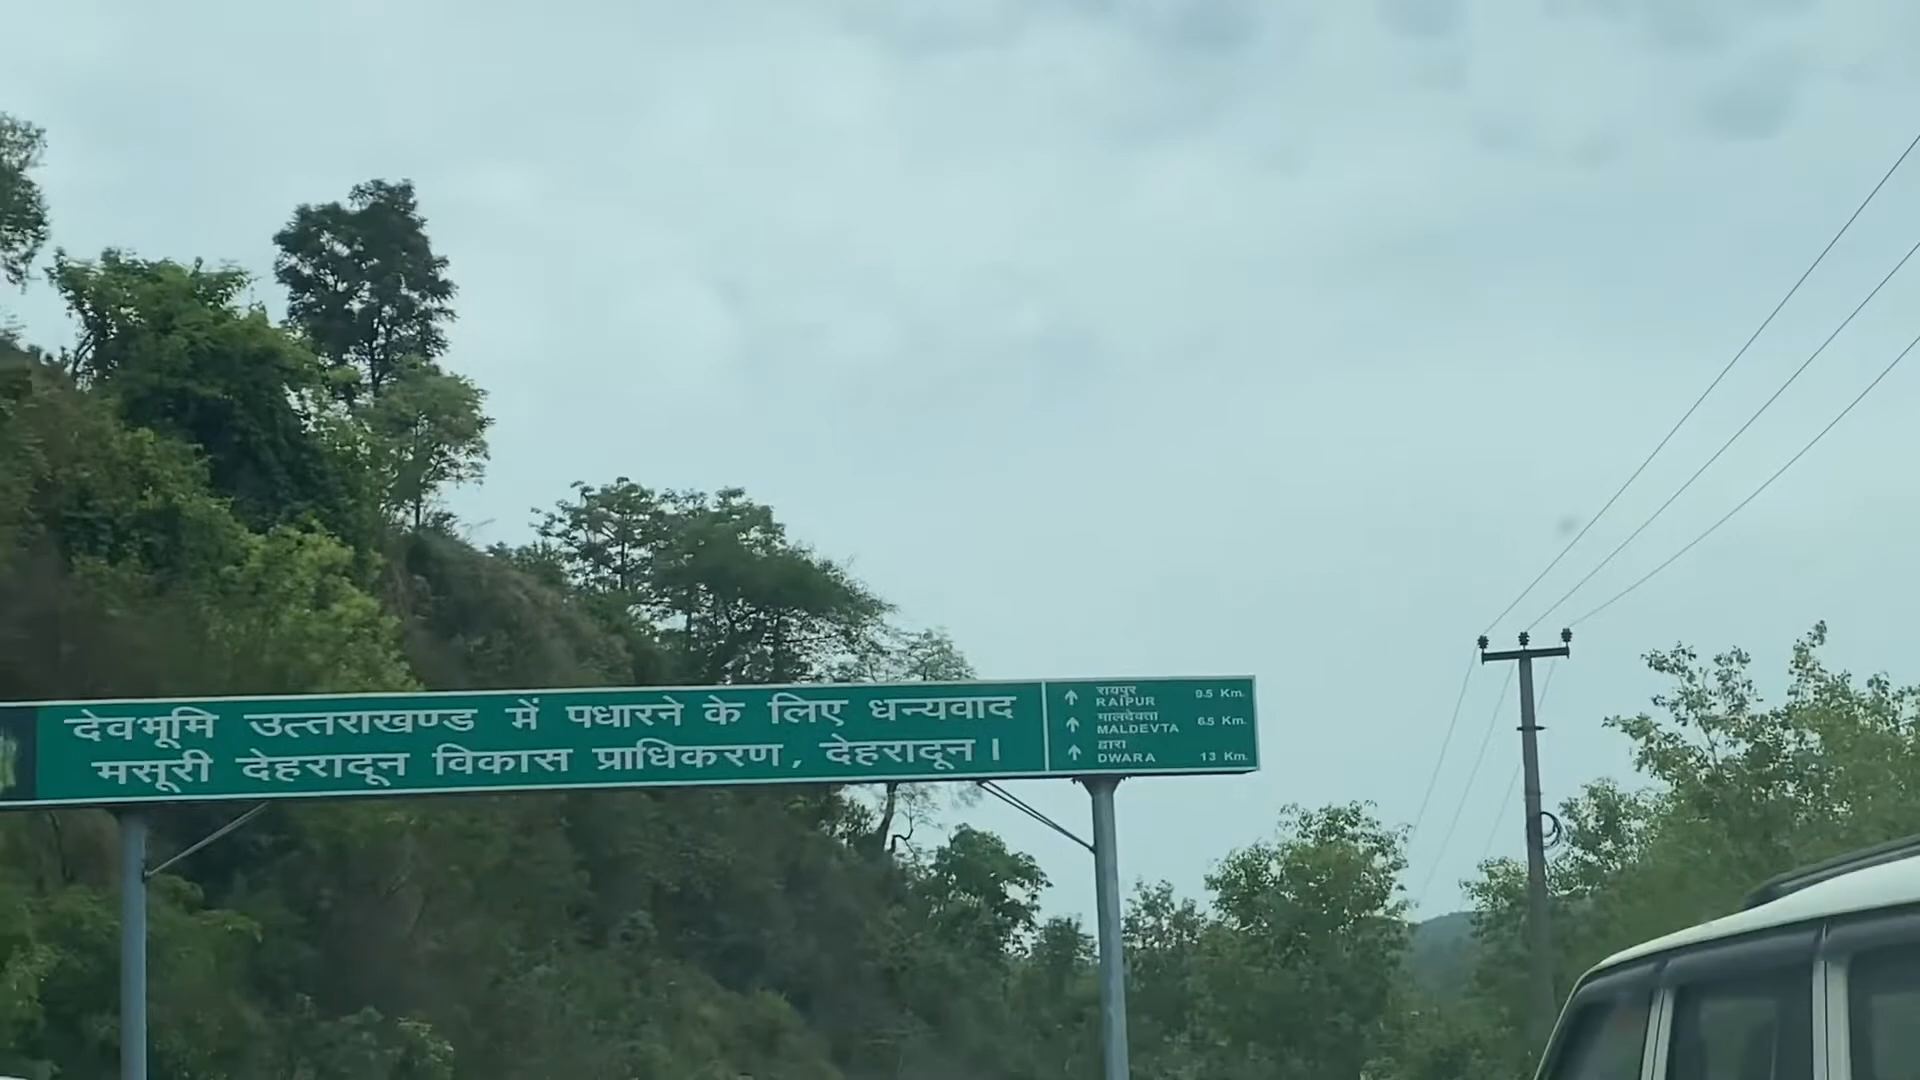 देवभूमि उत्तराखण्ड में पधारने के लिए धन्यवाद
मसूरी देहरादून विकास प्राधिकरण, देहरादून।
रायपुर
RAIPUR 9.5 Km.
मालदेवता
MALDEVTA 6.5 Km.
द्वारा
DWARA 13 Km.